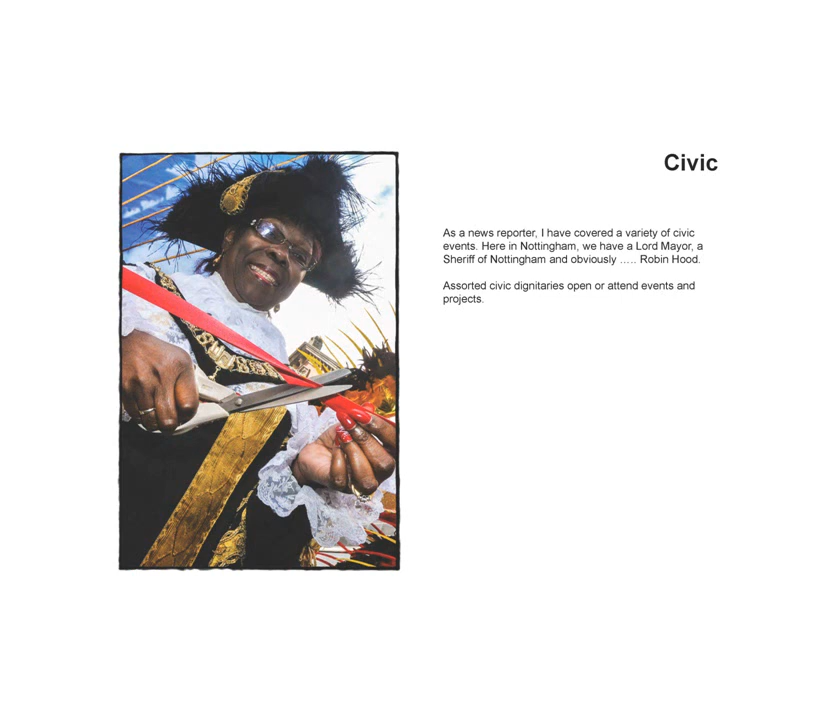 Civic
As a news reporter, I have covered a variety of civic
events. Here in Nottingham, we have a Lord Mayor, a
Sheriff of Nottingham and obviously ..... Robin Hood.
Assorted civic dignitaries open or attend events and
projects.